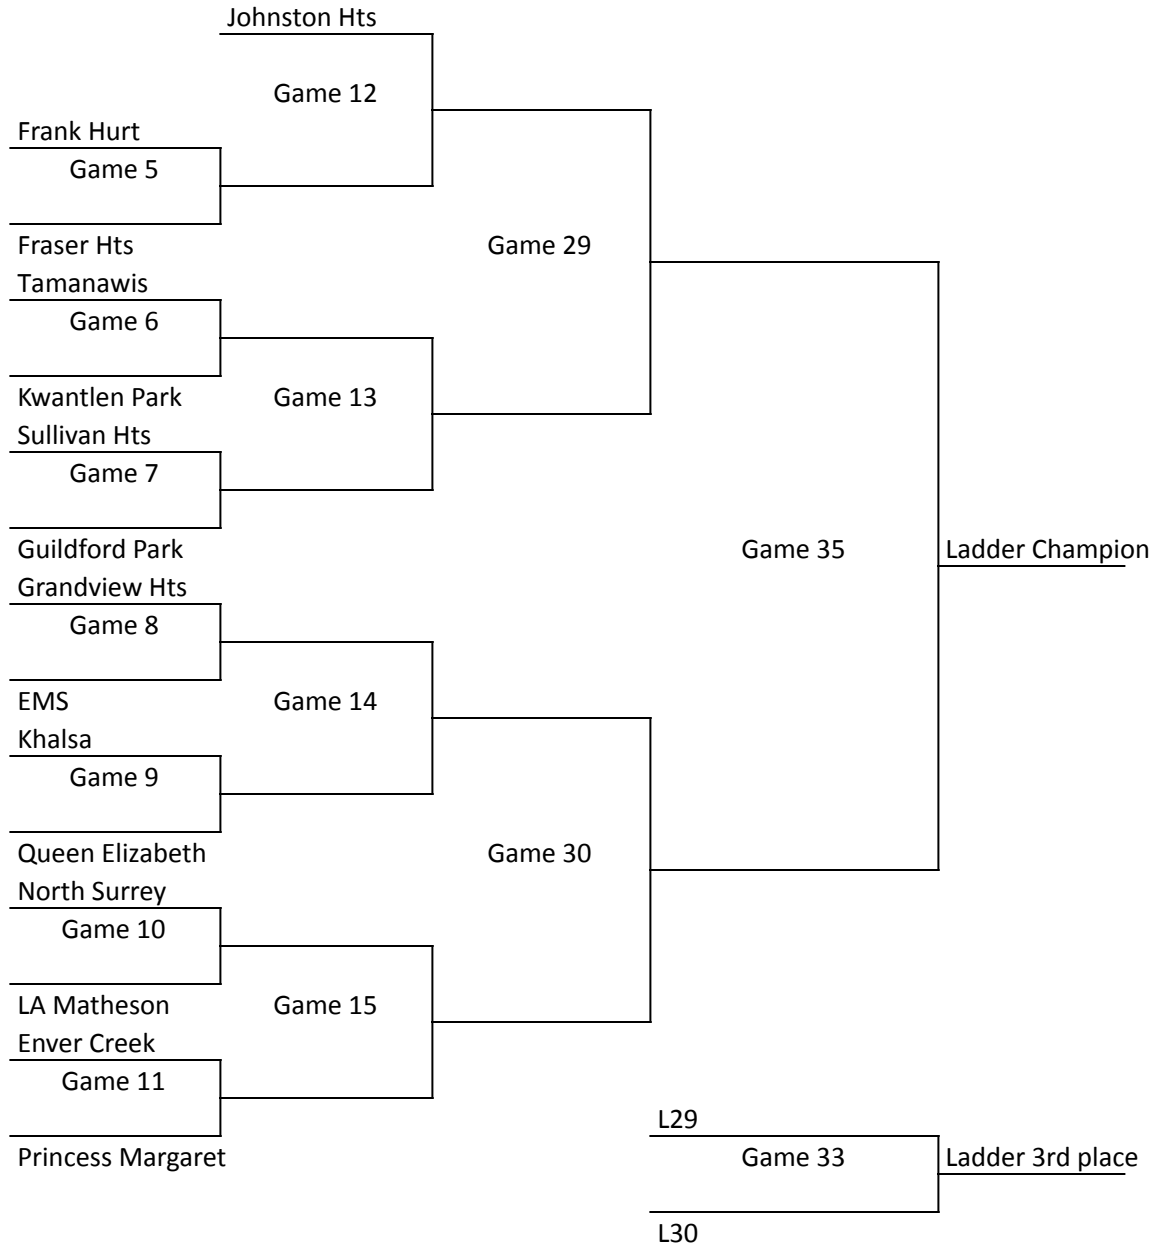 Johnston Hts
Game 12
Frank Hurt
Game 5
Fraser Hts
Game 29
Tamanawis
Game 6
Kwantlen Park
Game 13
Sullivan Hts
Game 7
Guildford Park
Game 35
Ladder Champion
Grandview Hts
Game 8
EMS
Game 14
Khalsa
Game 9
Queen Elizabeth
Game 30
North Surrey
Game 10
LA Matheson
Game 15
Enver Creek
Game 11
L29
Princess Margaret
Game 33
Ladder 3rd place
L30